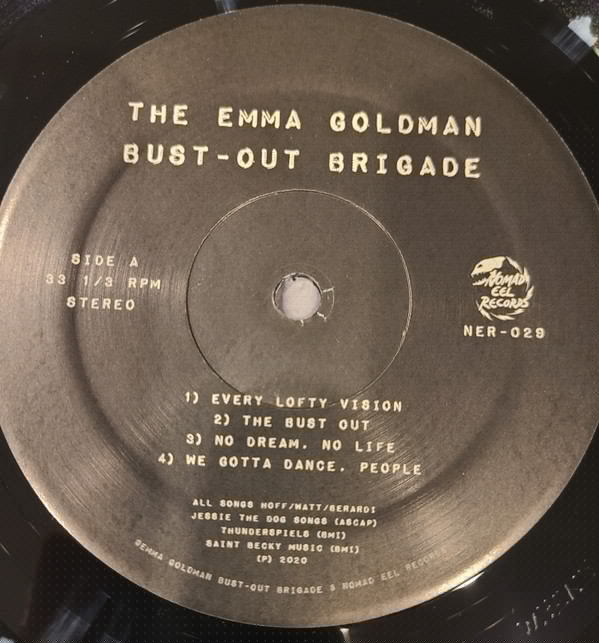 THE EMMA GOLDMAN
BUST-OUT BRIGADE
SIDE A
33 1/3 RPM
STEREO
NOMAD
EEL
RECORDS
NER-029
1) EVERY LOFTY VISION
2) THE BUST OUT
3) NO DREAM. NO LIFE
4) WE GOTTA DANCE. PEOPLE
ALL SONGS HOFF/WATT/BERARDI
JESSIE THE DOG SONGS (ASCAP)
THUNDERSPIELS (BMI)
SAINT BECKY MUSIC (BMI)
(P) 2020
EMMA GOLDMAN BUST-OUT BRIGADE & NOMAD EEL RECORDS